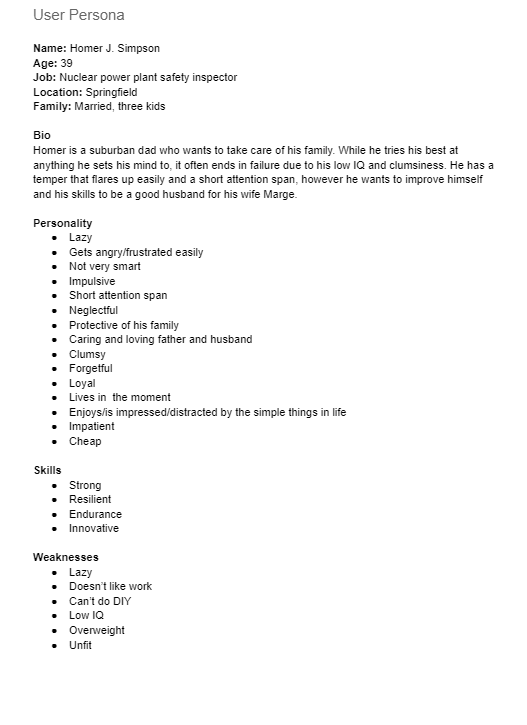 User Persona
Name: Homer J. Simpson
Age: 39
Job: Nuclear power plant safety inspector
Location: Springfield
Family: Married, three kids
Bio
Homer is a suburban dad who wants to take care of his family. While he tries his best at
anything he sets his mind to, it often ends in failure due to his low IQ and clumsiness. He has a
temper that flares up easily and a short attention span, however he wants to improve himself
and his skills to be a good husband for his wife Marge.
Personality
• Lazy
• Gets angry/frustrated easily
• Not very smart
• Impulsive
• Short attention span
• Neglectful
• Protective of his family
• Caring and loving father and husband
• Clumsy
• Forgetful
• Loyal
• Lives in  the moment
• Enjoys/is impressed/distracted by the simple things in life
• Impatient
• Cheap
Skills
• Strong
• Resilient
• Endurance
• Innovative
Weaknesses
• Lazy
• Doesn't like work
• Can't do DIY
• Low IQ
• Overweight
• Unfit